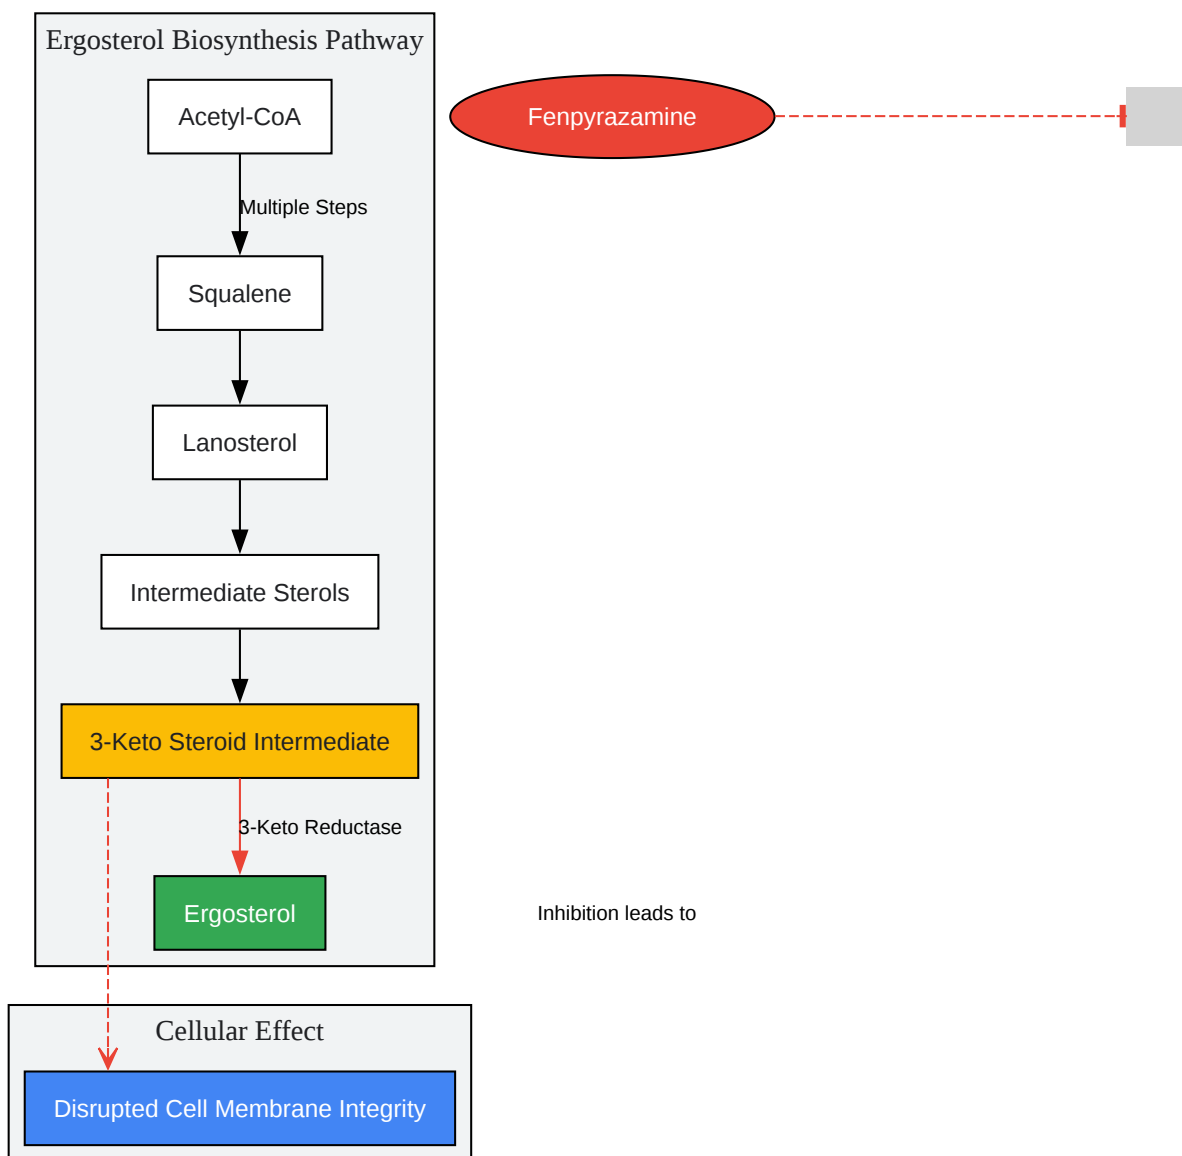 Ergosterol Biosynthesis Pathway
Acetyl-CoA
Fenpyrazamine
Multiple Steps
Squalene
Lanosterol
Intermediate Sterols
3-Keto Steroid Intermediate
3-Keto Reductase
Ergosterol
Inhibition leads to
Cellular Effect
Disrupted Cell Membrane Integrity